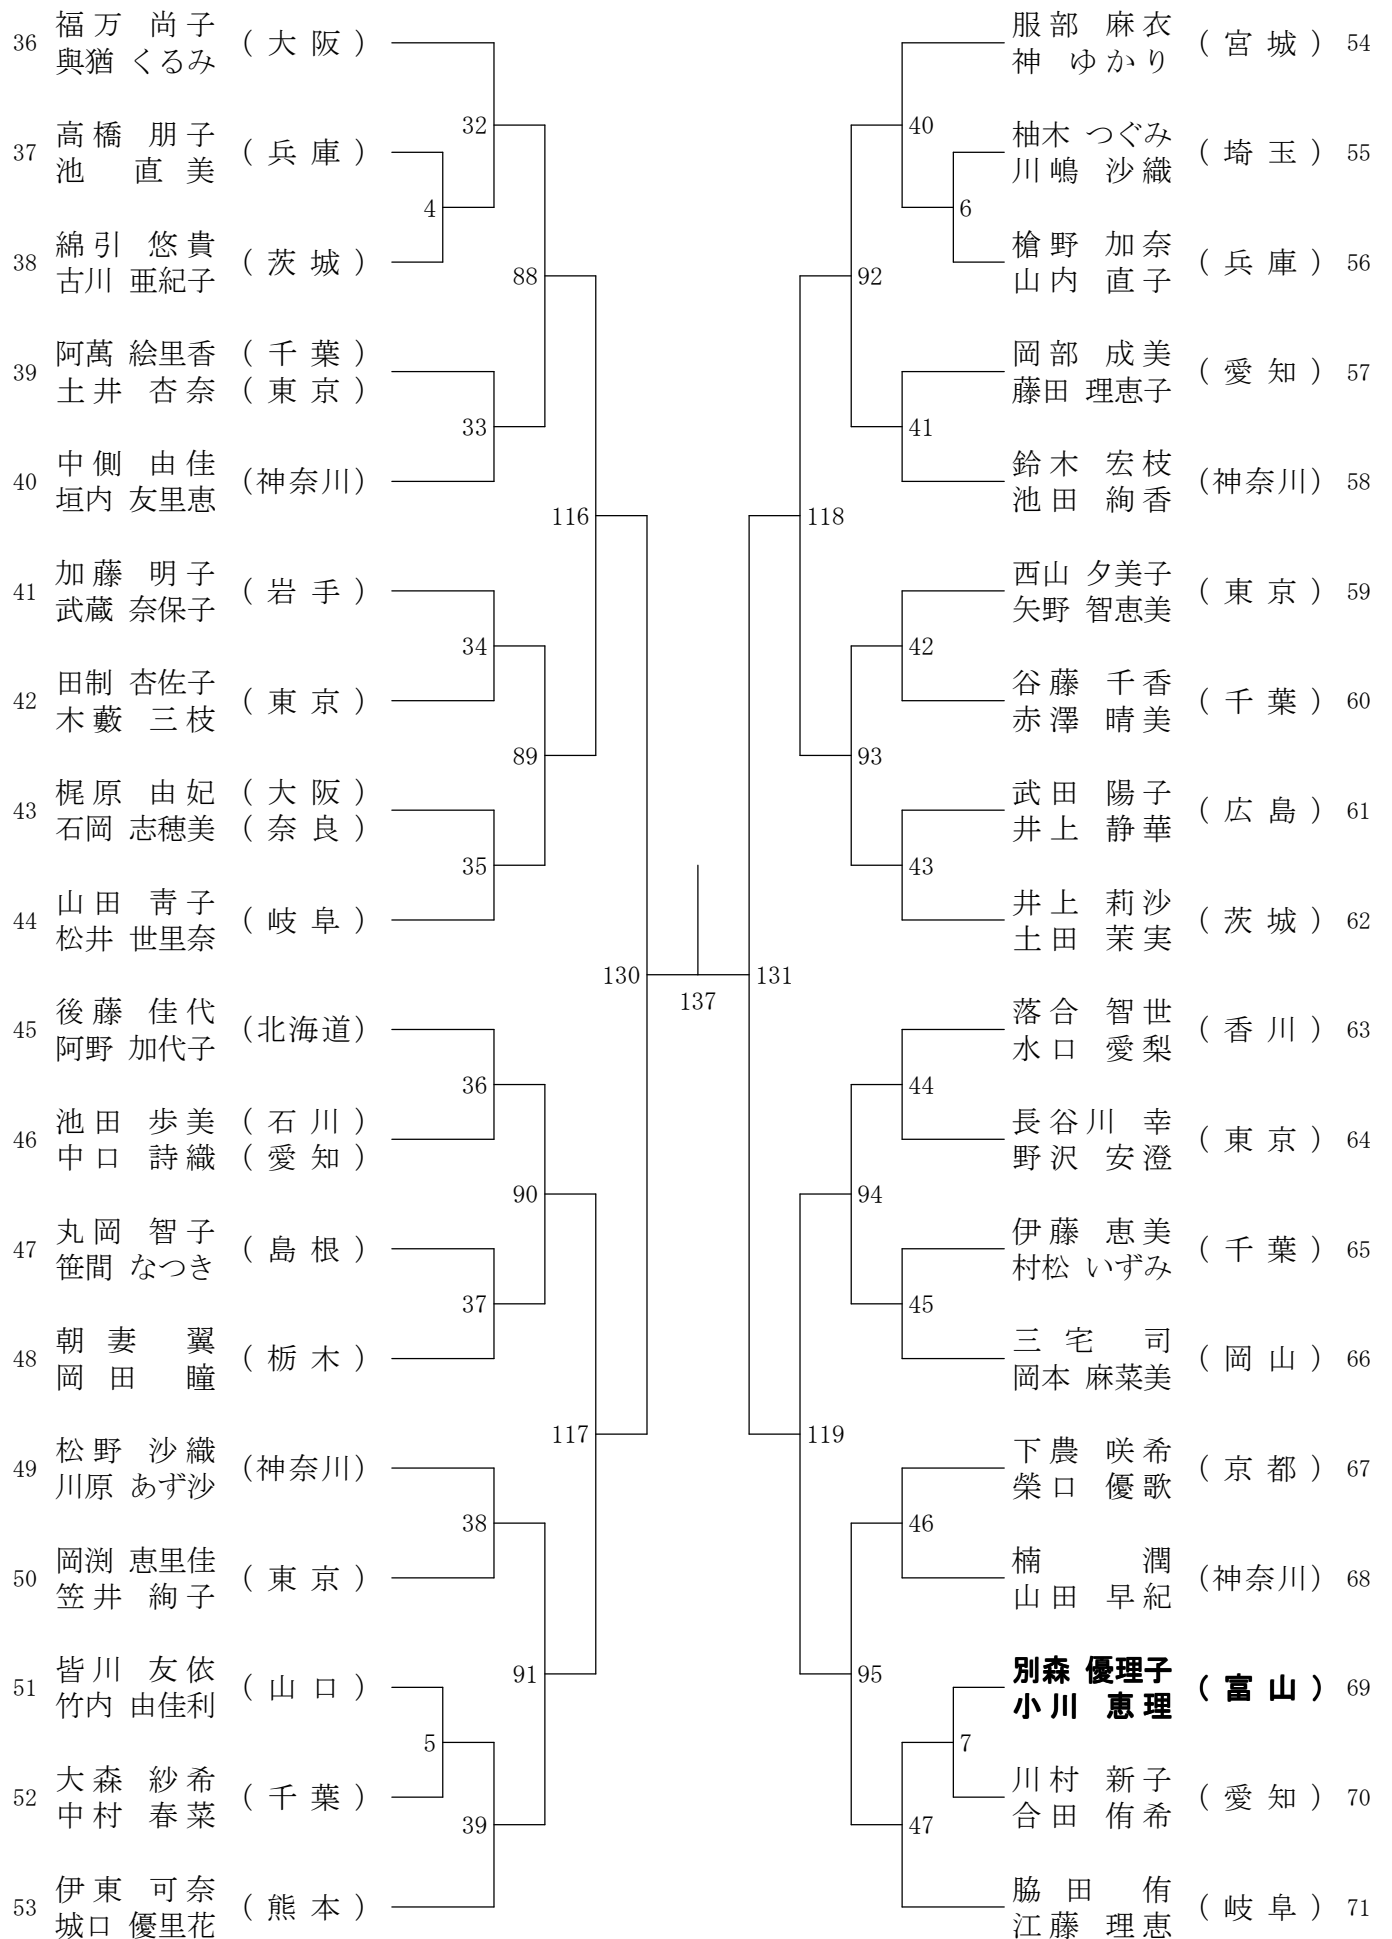 36 福万 尚子 (大阪)
與猶 くるみ
37 高橋 朋子 (兵庫)
池 直美
38 綿引 悠貴 (茨城)
古川 亜紀子
39 阿萬 絵里香 (千葉)
土井 杏奈 (東京)
40 中側 由佳 (神奈川)
垣内 友里恵
41 加藤 明子 (岩手)
武蔵 奈保子
42 田制 杏佐子 (東京)
木藪 三枝
43 梶原 由妃 (大阪)
石岡 志穂美 (奈良)
44 山田 青子 (岐阜)
松井 世里奈
45 後藤 佳代 (北海道)
阿野 加代子
46 池田 歩美 (石川)
中口 詩織 (愛知)
47 丸岡 智子 (島根)
笹間 なつき
48 朝妻 翼 (栃木)
岡田 瞳
49 松野 沙織 (神奈川)
川原 あず沙
50 岡渕 恵里佳 (東京)
笠井 絢子
51 皆川 友依 (山口)
竹内 由佳利
52 大森 紗希 (千葉)
中村 春菜
53 伊東 可奈 (熊本)
城口 優里花
32
4
88
33
116
34
89
35
130
36
90
37
117
38
91
5
39
137
服部 麻衣 (宮城) 54
神 ゆかり
柚木 つぐみ (埼玉) 55
川嶋 沙織
槍野 加奈 (兵庫) 56
山内 直子
岡部 成美 (愛知) 57
藤田 理恵子
鈴木 宏枝 (神奈川) 58
池田 絢香
西山 夕美子 (東京) 59
矢野 智恵美
谷藤 千香 (千葉) 60
赤澤 晴美
武田 陽子 (広島) 61
井上 静華
井上 莉沙 (茨城) 62
土田 茉実
落合 智世 (香川) 63
水口 愛梨
長谷川 幸 (東京) 64
野沢 安澄
伊藤 恵美 (千葉) 65
村松 いずみ
三宅 司 (岡山) 66
岡本 麻菜美
下農 咲希 (京都) 67
榮口 優歌
楠 潤 (神奈川) 68
山田 早紀
別森 優理子 (富山) 69
小川 恵理
川村 新子 (愛知) 70
合田 侑希
脇田 侑 (岐阜) 71
江藤 理恵
40
6
92
41
118
42
93
43
131
44
94
45
119
46
95
7
47